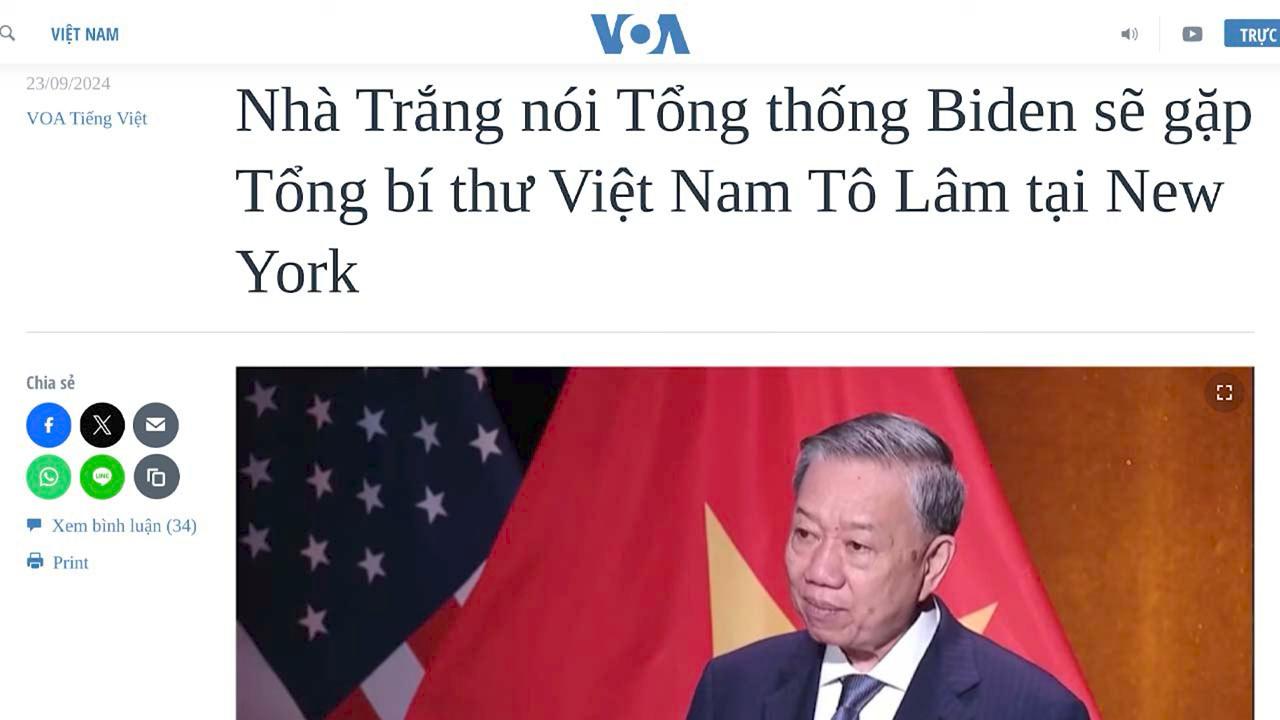 VIỆT NAM
VOA
TRỰC
23/09/2024
VOA Tiếng Việt
Nhà Trắng nói Tổng thống Biden sẽ gặp
Tổng bí thư Việt Nam Tô Lâm tại New
York
Chia sẻ
LINE
Xem bình luận (34)
Print